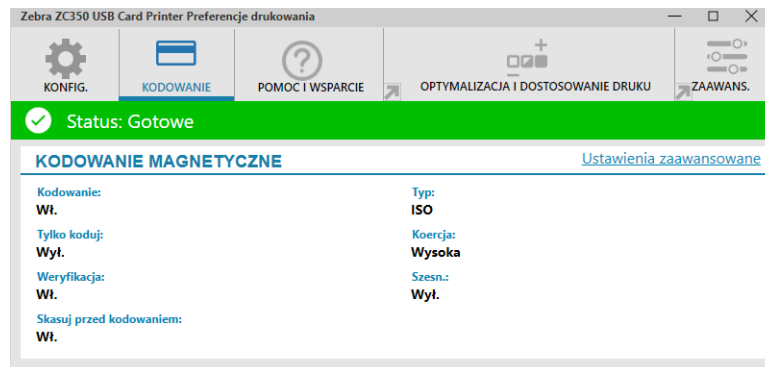 Zebra ZC350 USB Card Printer Preferencje drukowania
KONFIG.
KODOWANIE
POMOC I WSPARCIE
OPTYMALIZACJA I DOSTOSOWANIE DRUKU
ZAAWANS.
Status: Gotowe
KODOWANIE MAGNETYCZNE
Ustawienia zaawansowane
Kodowanie:
Wł.
Typ:
ISO
Tylko koduj:
Wył.
Koercja:
Wysoka
Weryfikacja:
Wł.
Szesn.:
Wył.
Skasuj przed kodowaniem:
Wł.